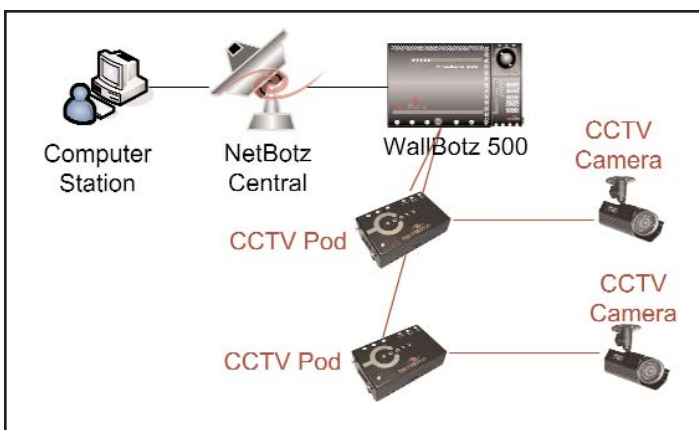 Computer
Station
NetBotz
Central
WallBotz 500
CCTV
Camera
CCTV Pod
CCTV
Camera
CCTV Pod